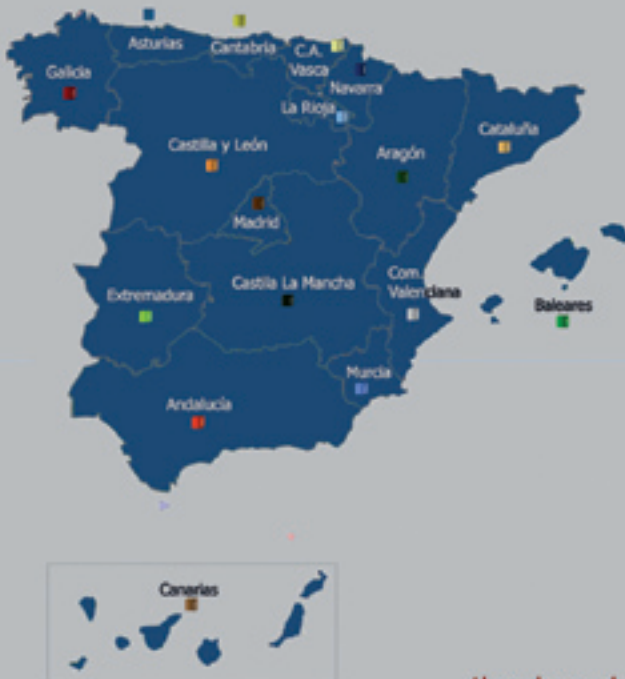 Asturias
Cantabria
C.A.
Vasca
Galicia
Navarra
La Rioja
Cataluña
Castilla y León
Aragón
Madrid
Com.
Valenciana
Castila La Mancha
Extremadura
Baleares
Murcia
Andalucía
Canarias